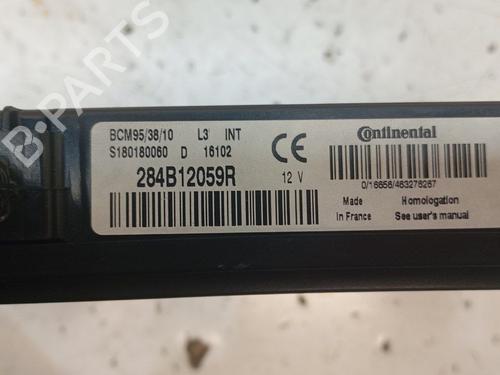 BCM95/38/10 L3 INT
S180180060 D 16102
284B12059R
12 V
CE
Continental
0/16656/463276267
Made Homologation
in France See user's manual
B-PARTS